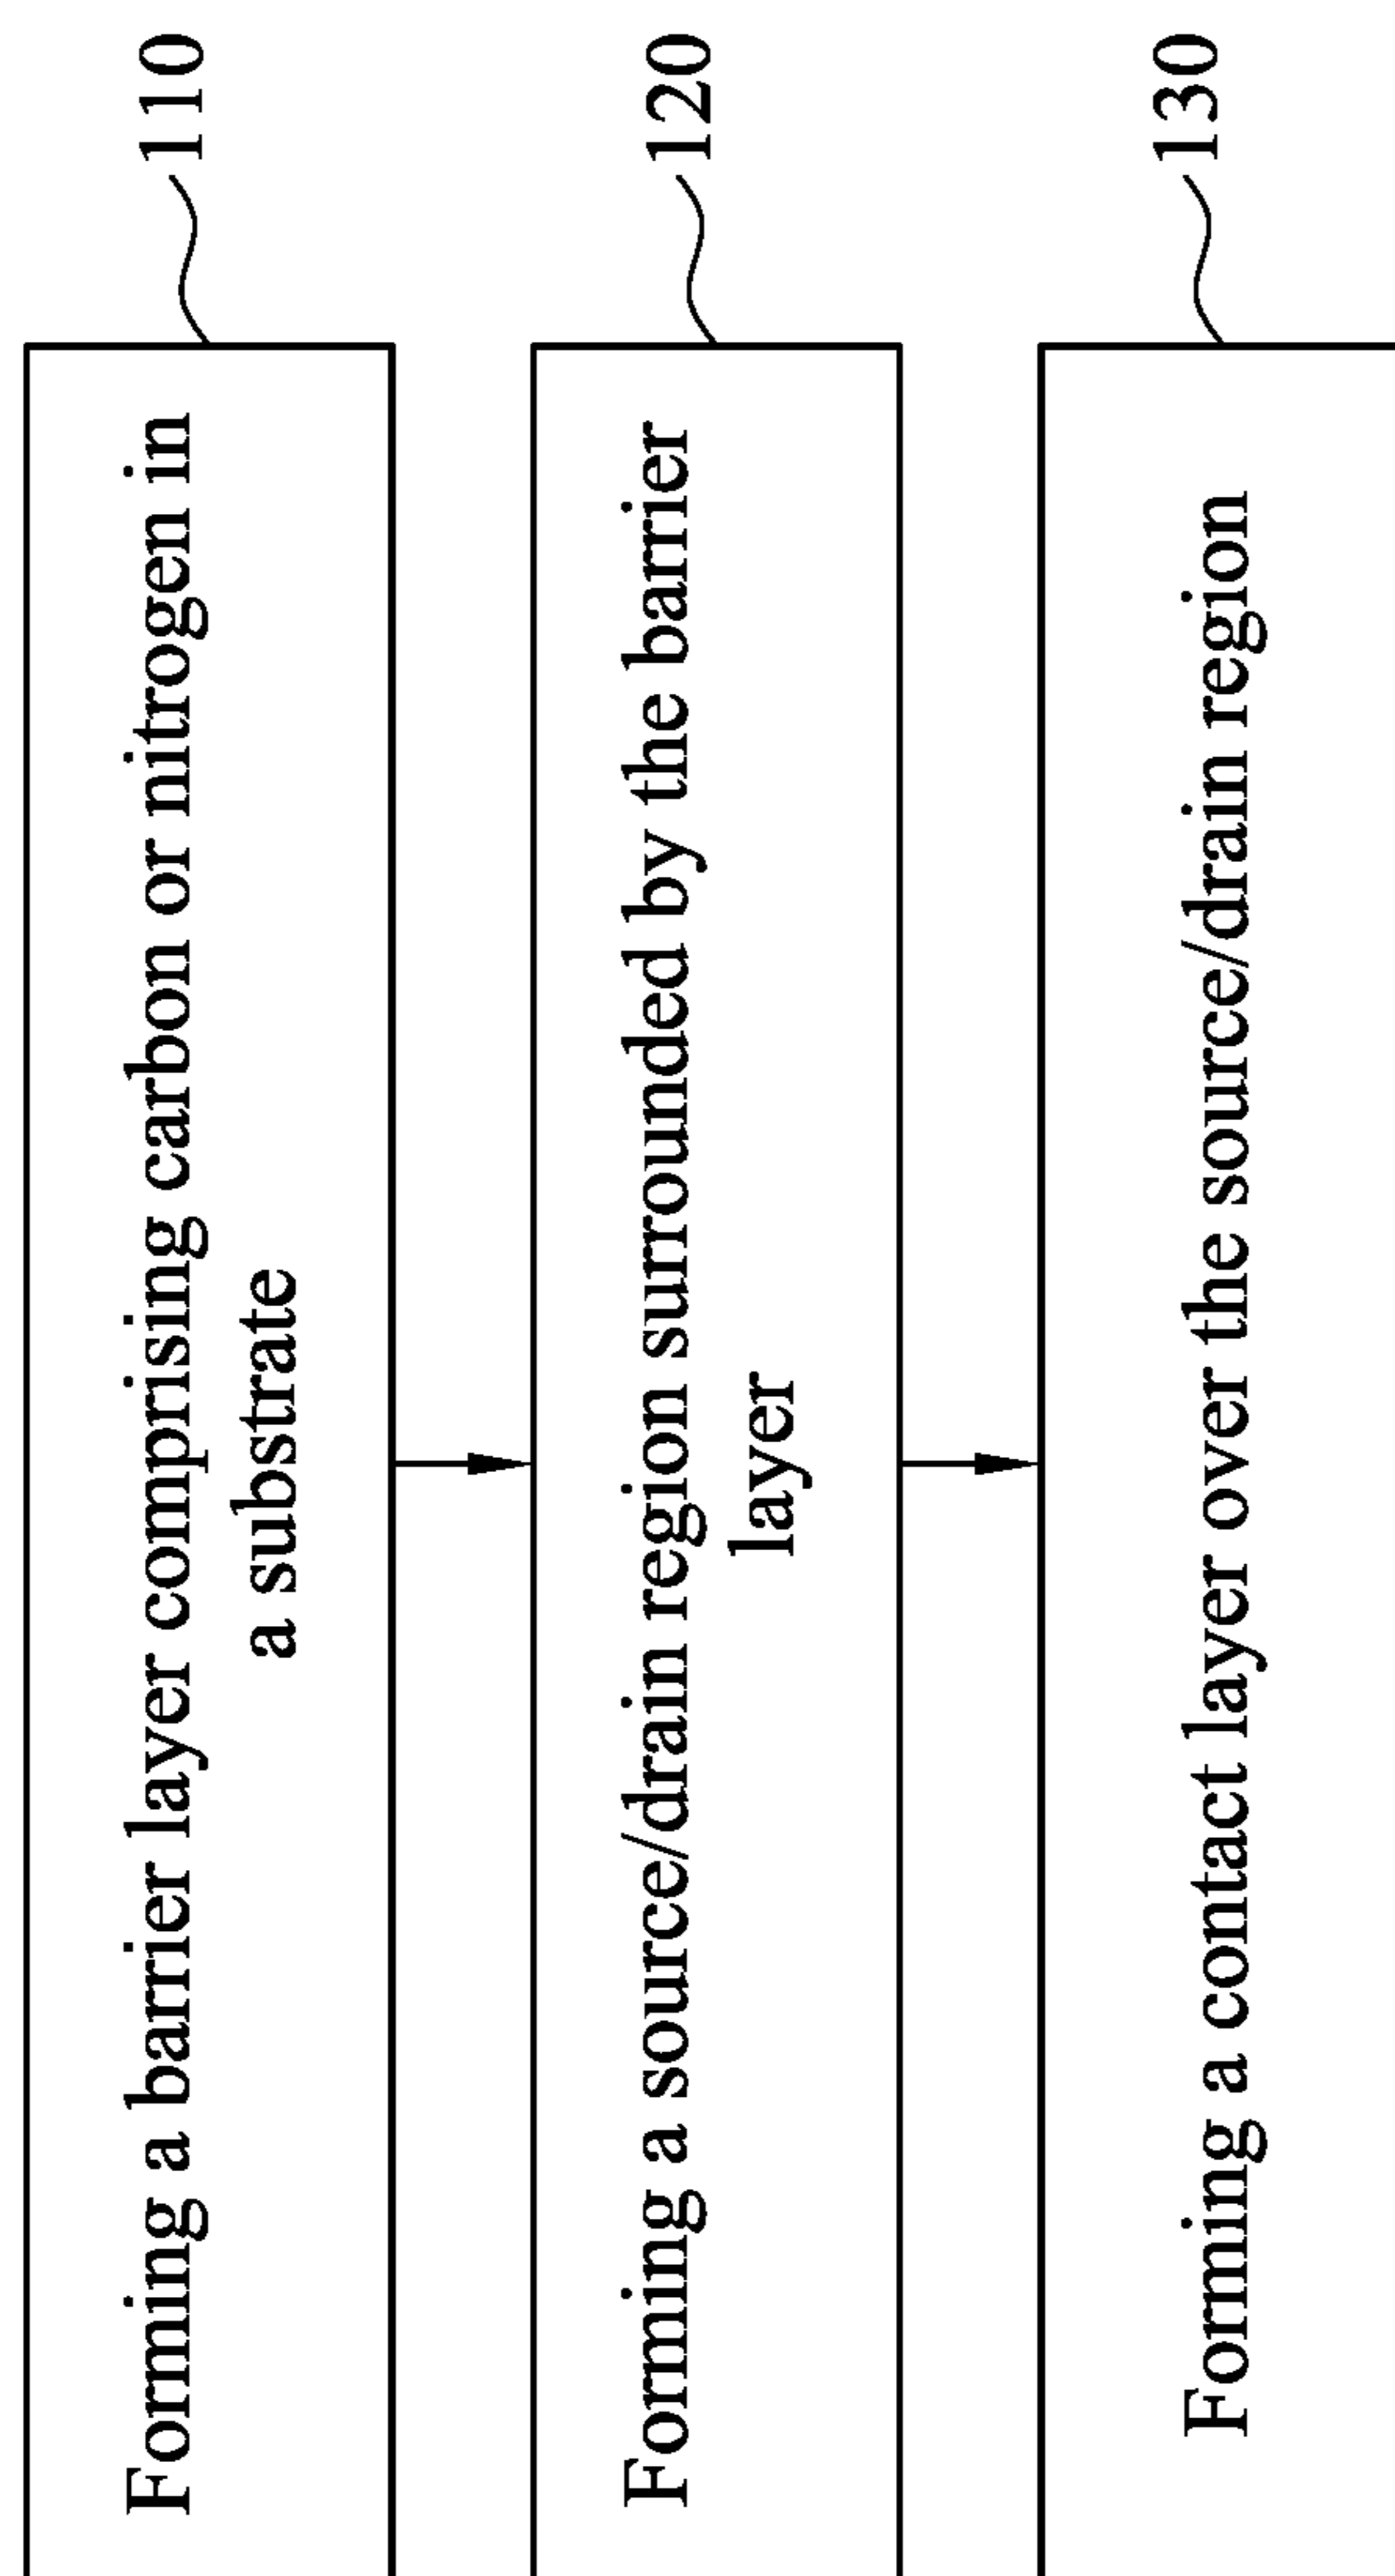 Forming a barrier layer comprising carbon or nitrogen in
a substrate
110
Forming a source/drain region surrounded by the barrier
layer
120
Forming a contact layer over the source/drain region
130